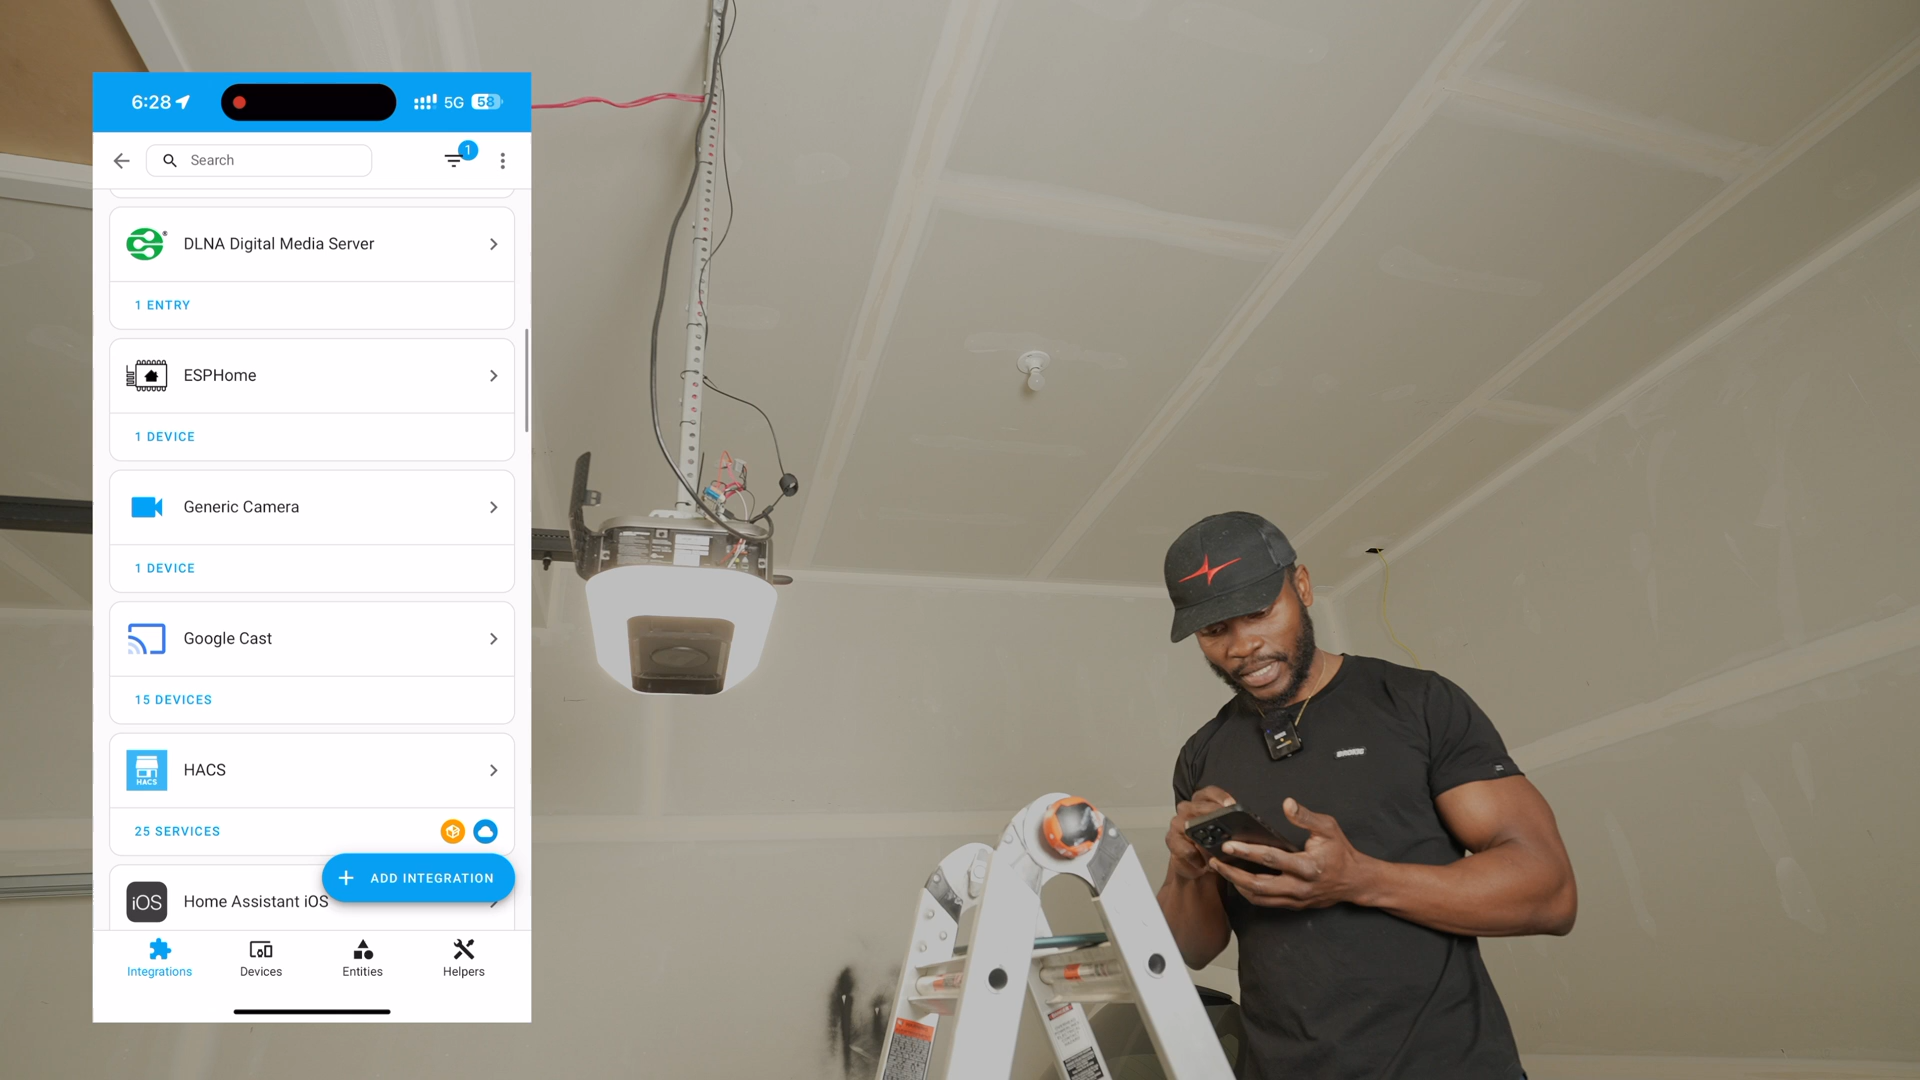 6:28
5G
58
Search
1
DLNA Digital Media Server
1 ENTRY
ESPHome
1 DEVICE
Generic Camera
1 DEVICE
Google Cast
15 DEVICES
HACS
HACS
25 SERVICES
+ ADD INTEGRATION
iOS
Home Assistant iOS
Integrations
Devices
Entities
Helpers